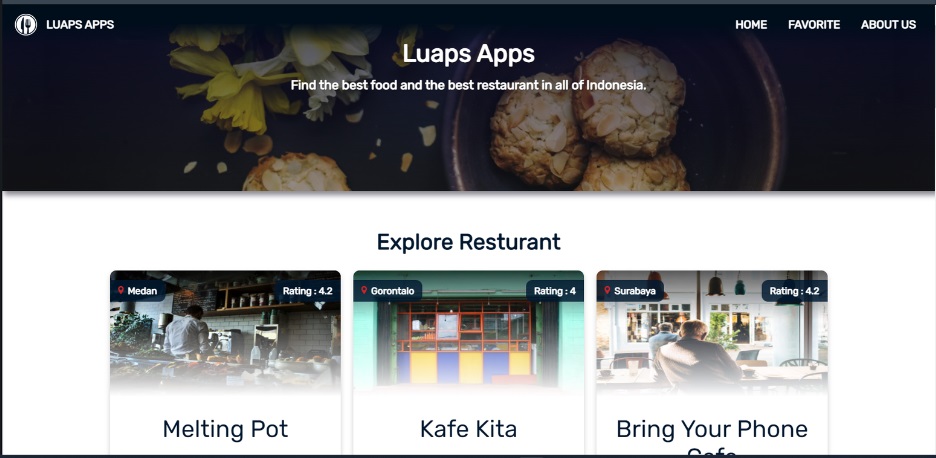 LUAPS APPS
HOME FAVORITE ABOUT US
Luaps Apps
Find the best food and the best restaurant in all of Indonesia.
Explore Resturant
Medan Rating : 4.2
Gorontalo Rating : 4
Surabaya Rating : 4.2
Melting Pot
Kafe Kita
Bring Your Phone
Cafe